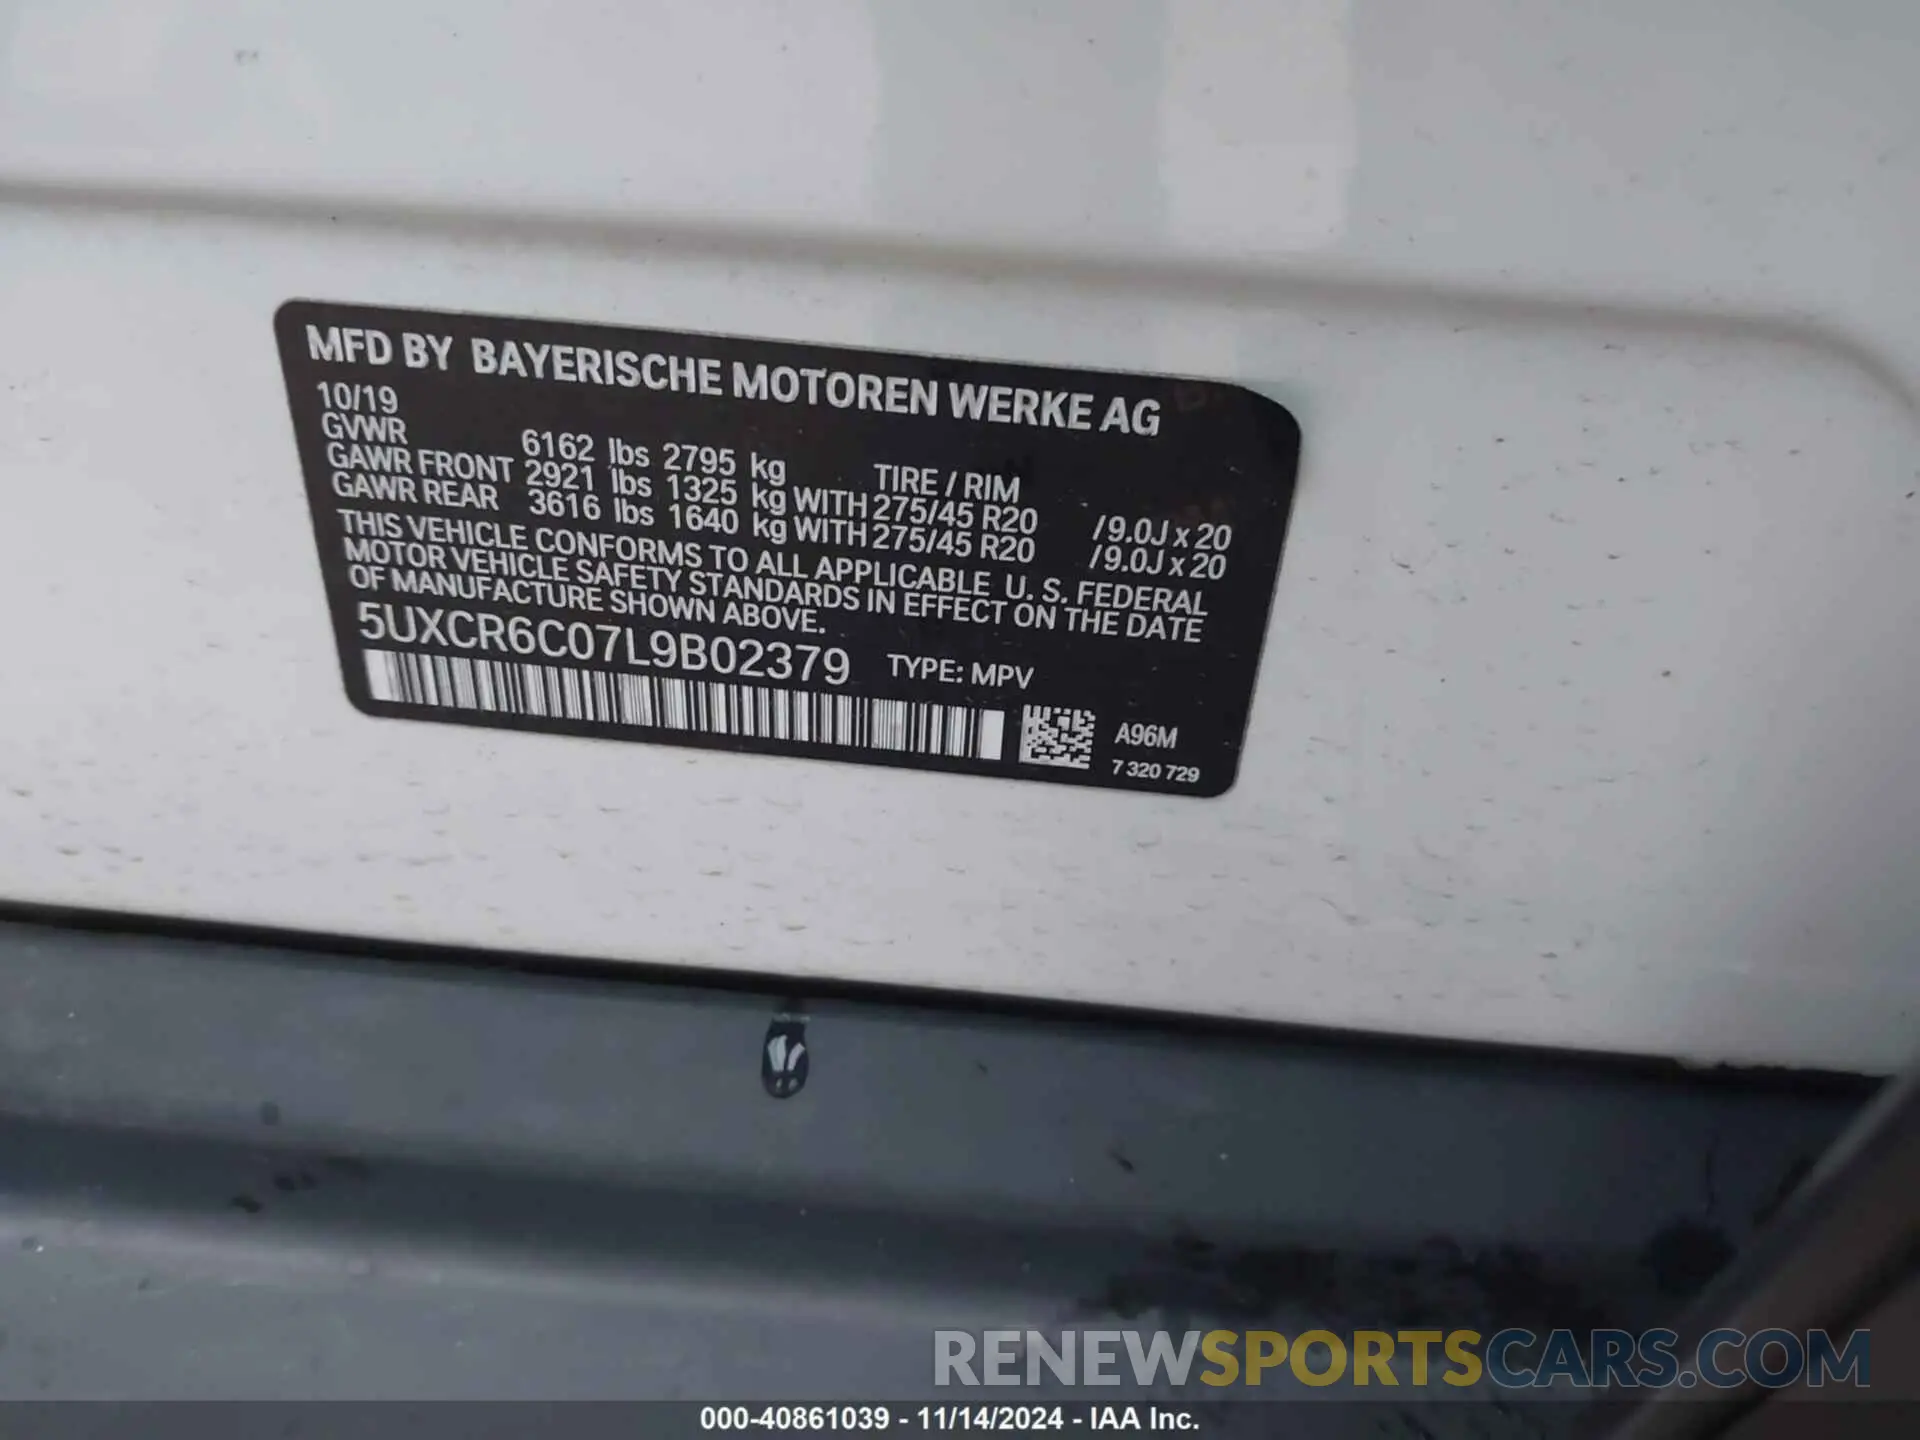 MFD BY BAYERISCHE MOTOREN WERKE AG
10/19
GVWR 6162 lbs 2795 kg TIRE / RIM
GAWR FRONT 2921 lbs 1325 kg WITH 275/45 R20 /9.0J x 20
GAWR REAR 3616 lbs 1640 kg WITH 275/45 R20 /9.0J x 20
THIS VEHICLE CONFORMS TO ALL APPLICABLE U. S. FEDERAL
MOTOR VEHICLE SAFETY STANDARDS IN EFFECT ON THE DATE
OF MANUFACTURE SHOWN ABOVE.
5UXCR6C07L9B02379 TYPE: MPV
A96M
7 320 729
RENEWSPORTSCARS.COM
000-40861039 - 11/14/2024 - IAA Inc.